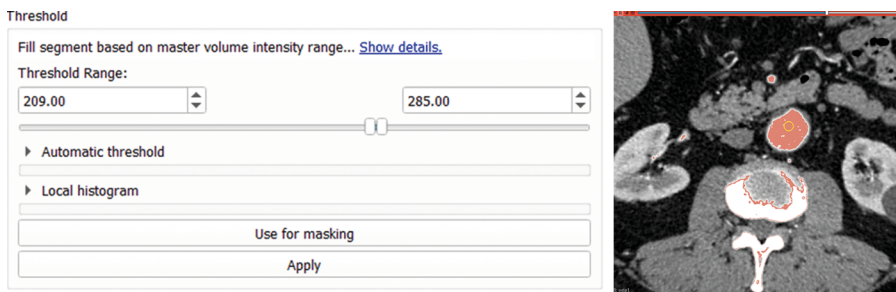 Threshold
Fill segment based on master volume intensity range... Show details.
Threshold Range:
209.00
285.00
Automatic threshold
Local histogram
Use for masking
Apply